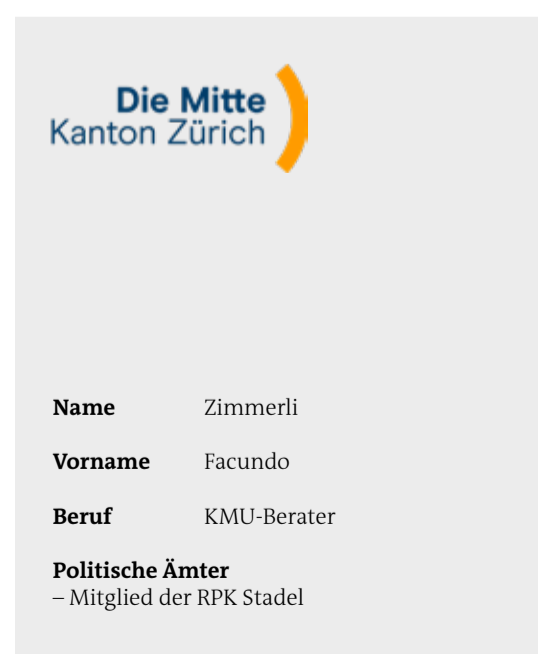 Die Mitte
Kanton Zürich
Name Zimmerli
Vorname Facundo
Beruf KMU-Berater
Politische Ämter
– Mitglied der RPK Stadel